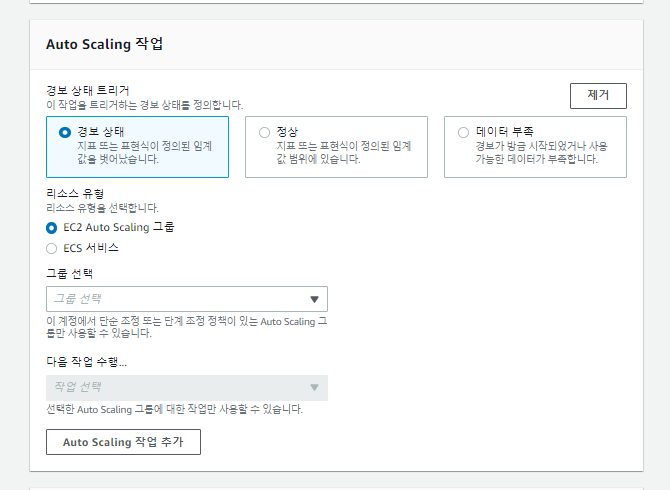 Auto Scaling 작업
경보 상태 트리거
이 작업을 트리거하는 경보 상태를 정의합니다.
제거
경보 상태
지표 또는 표현식이 정의된 임계
값을 벗어났습니다.
정상
지표 또는 표현식이 정의된 임계
값 범위에 있습니다.
데이터 부족
경보가 방금 시작되었거나 사용
가능한 데이터가 부족합니다.
리소스 유형
리소스 유형을 선택합니다.
EC2 Auto Scaling 그룹
ECS 서비스
그룹 선택
그룹 선택
이 계정에서 단순 조정 또는 단계 조정 정책이 있는 Auto Scaling 그
룹만 사용할 수 있습니다.
다음 작업 수행...
작업 선택
선택한 Auto Scaling 그룹에 대한 작업만 사용할 수 있습니다.
Auto Scaling 작업 추가